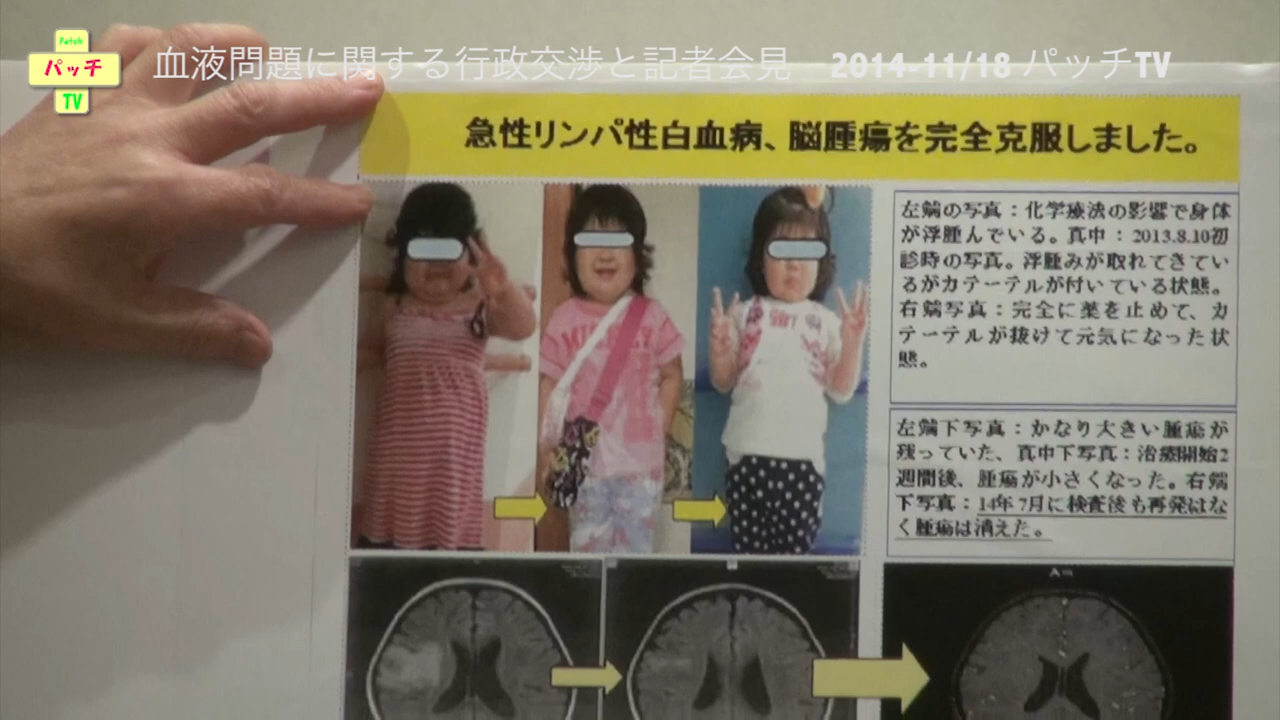 Patch
パッチ
TV
血液問題に関する行政交渉と記者会見 2014-11/18 パッチTV
急性リンパ性白血病、脳腫瘍を完全克服しました。
左端の写真：化学療法の影響で身体
が浮腫んでいる。真中：2013.8.10初
診時の写真。浮腫みが取れてきてい
るがカテーテルが付いている状態。
右端写真：完全に薬を止めて、カ
テーテルが抜けて元気になった状
態。
左端下写真：かなり大きい腫瘍が
残っていた、真中下写真：治療開始2
週間後、腫瘍が小さくなった。右端
下写真：14年7月に検査後も再発はな
く腫瘍は消えた。